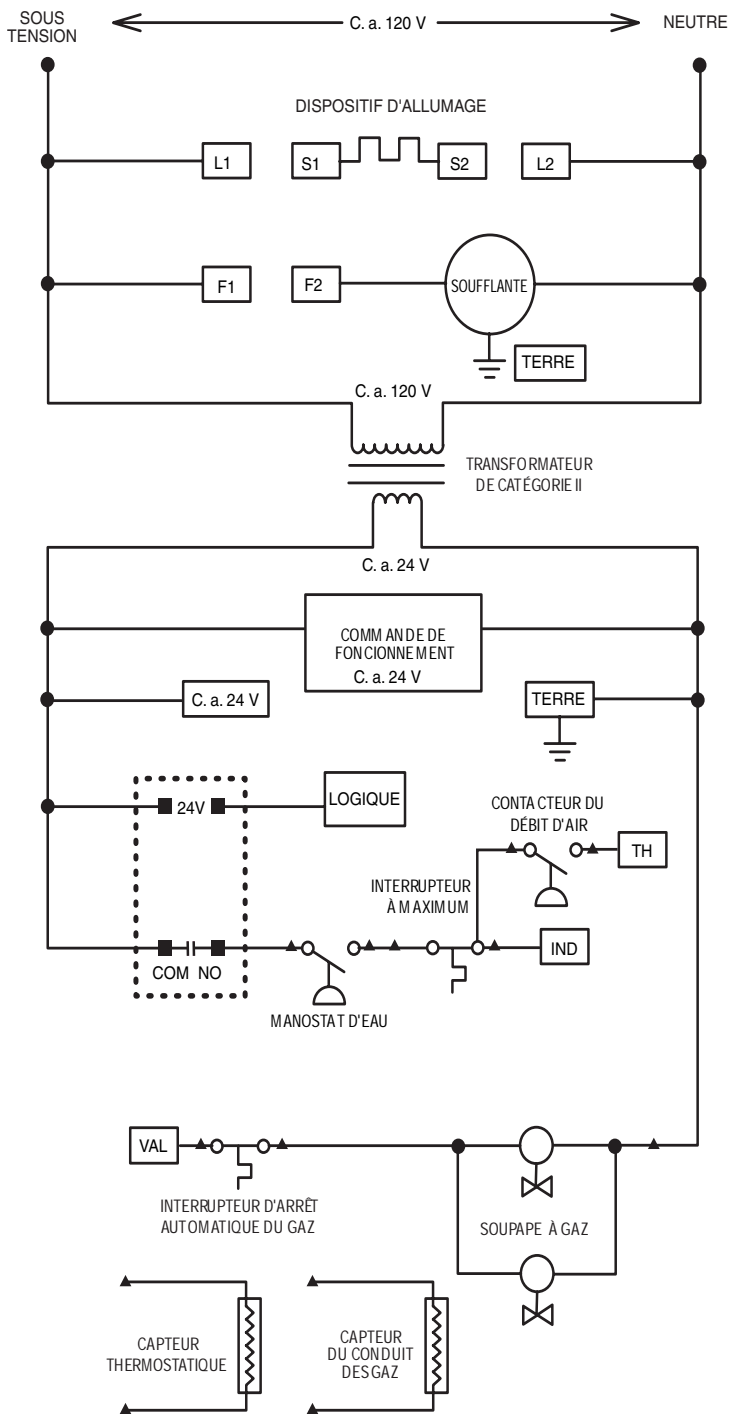 SOUS
TENSION
C. a. 120 V
NEUTRE
DISPOSITIF D'ALLUMAGE
L1
S1
S2
L2
F1
F2
SOUFFLANTE
TERRE
C. a. 120 V
TRANSFORMATEUR
DE CATÉGORIE II
C. a. 24 V
COMMANDE DE
FONCIONNEMENT
C. a. 24 V
C. a. 24 V
TERRE
24V
LOGIQUE
CONTACTEUR DU
DÉBIT D'AIR
TH
INTERRUPTEUR
À MAXIMUM
IND
COM NO
MANOSTAT D'EAU
VAL
INTERRUPTEUR D'ARRÊT
AUTOMATIQUE DU GAZ
SOUPAPE À GAZ
CAPTEUR
THERMOSTATIQUE
CAPTEUR
DU CONDUIT
DES GAZ